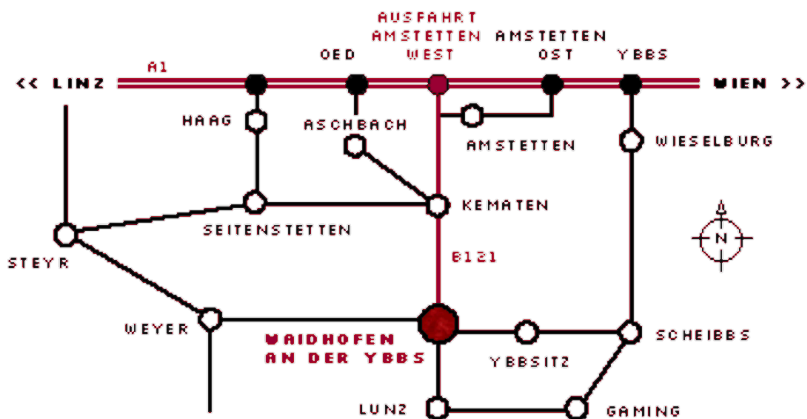 AUSFAHRT
AMSTETTEN WEST
AMSTETTEN OST
OED
YBBS
A1
<< LINZ
WIEN >>
HAAG
ASCHBACH
AMSTETTEN
WIESELBURG
SEITENSTETTEN
KEMATEN
N
STEYR
B121
WEYER
WAIDHOFEN
AN DER YBBS
YBBSITZ
SCHEIBBS
LUNZ
GAMING